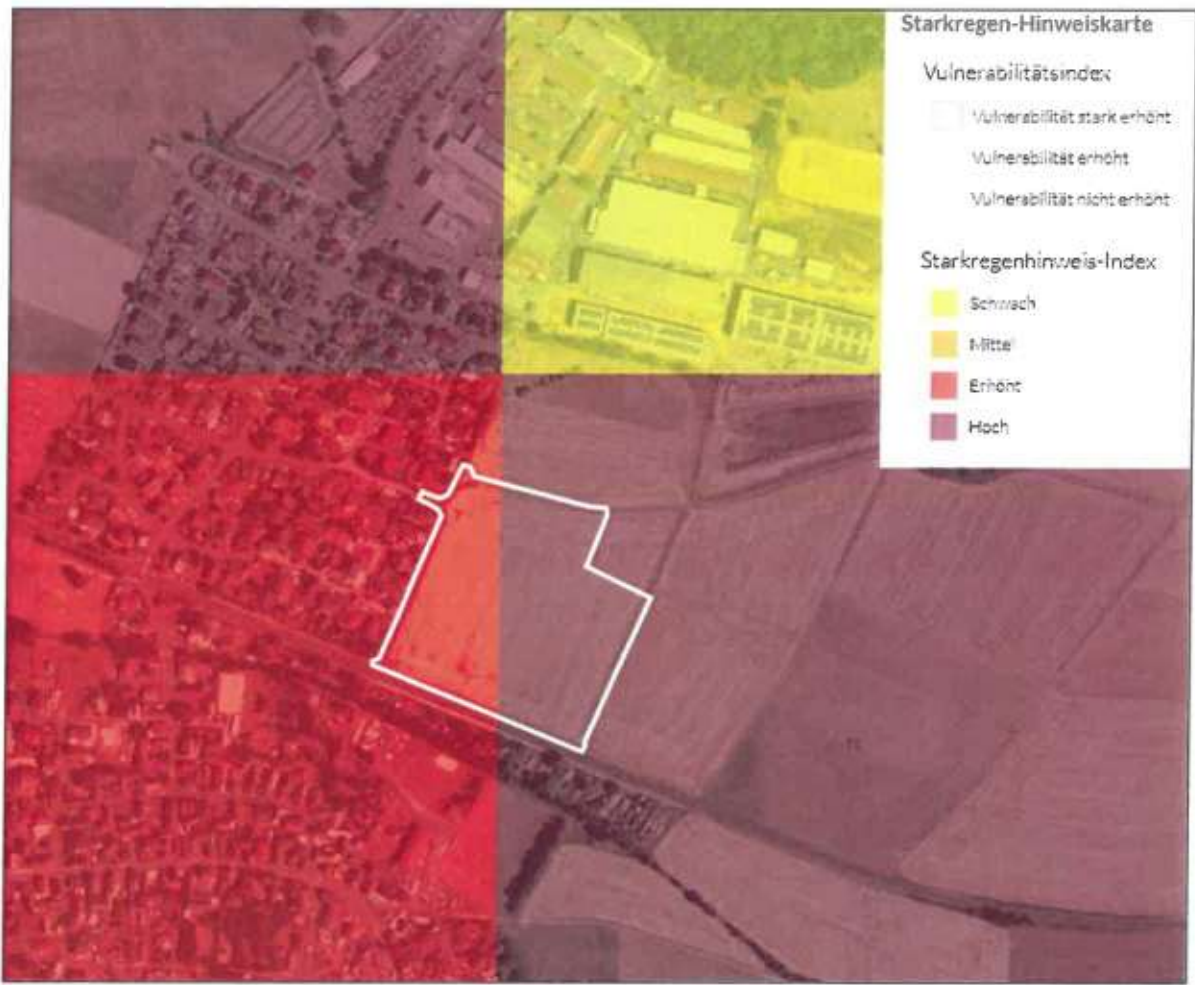 Starkregen-Hinweiskarte
Vulnerabilitätsindex
Vulnerabilität stark erhöht
Vulnerabilität erhöht
Vulnerabilität nicht erhöht
Starkregenhinweis-Index
Schwach
Mittel
Erhöht
Hoch